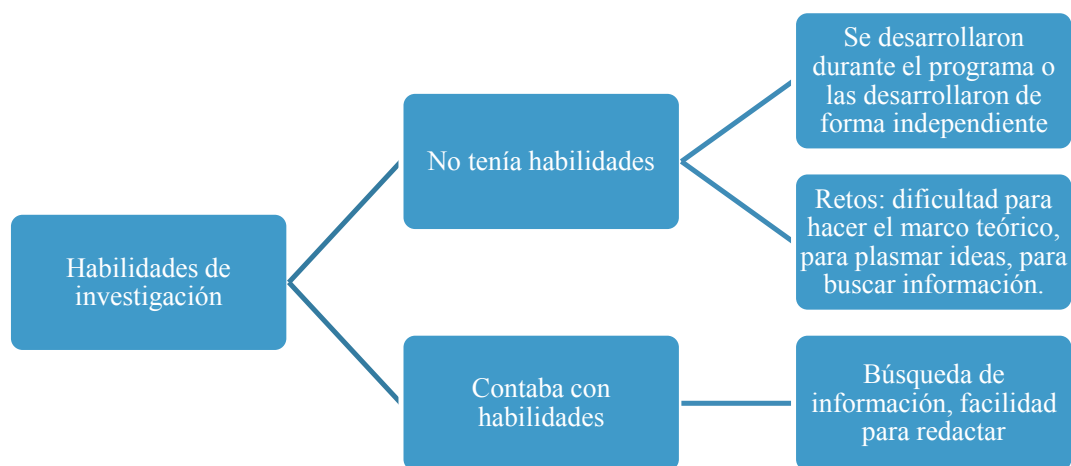 Habilidades de
investigación
No tenía habilidades
Se desarrollaron
durante el programa o
las desarrollaron de
forma independiente
Retos: dificultad para
hacer el marco teórico,
para plasmar ideas, para
buscar información.
Contaba con
habilidades
Búsqueda de
información, facilidad
para redactar